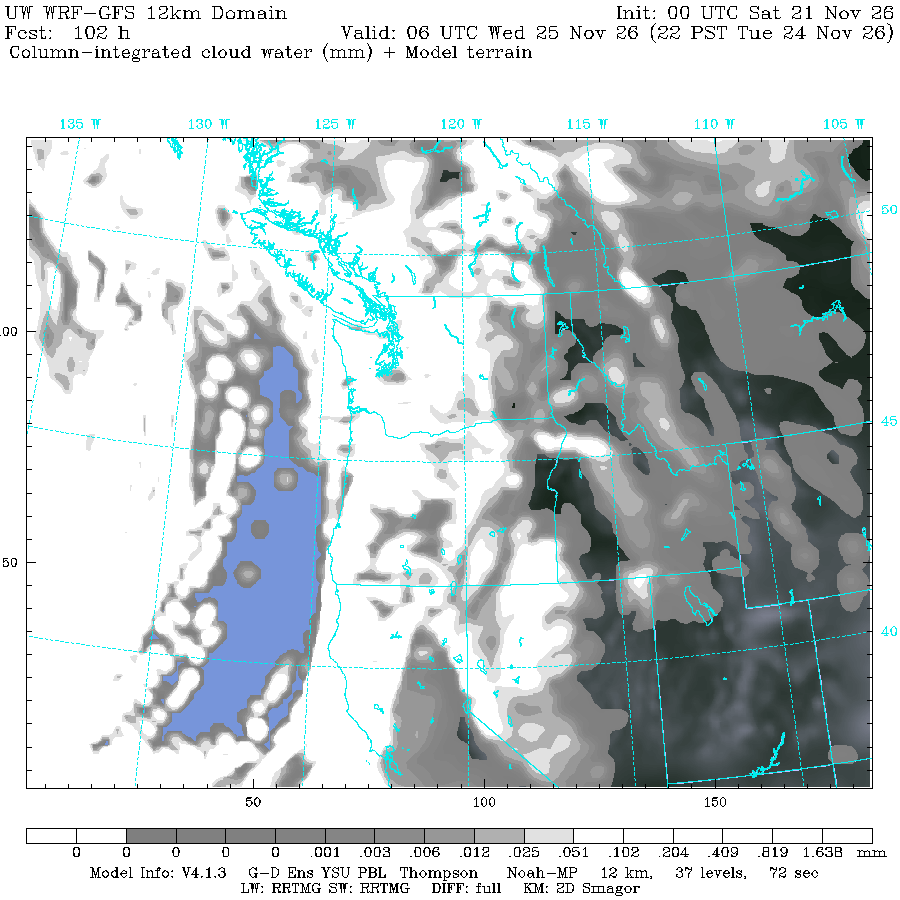 UW WRF-GFS 12km Domain Init: 00 UTC Sat 21 Nov 26
Fcst: 102 h Valid: 06 UTC Wed 25 Nov 26 (22 PST Tue 24 Nov 26)
Column-integrated cloud water (mm) + Model terrain
135 W 130 W 125 W 120 W 115 W 110 W 105 W
50
00
45
50
40
50 100 150
0 0 0 0 .001 .003 .006 .012 .025 .051 .102 .204 .409 .819 1.638 mm
Model Info: V4.1.3 G-D Ens YSU PBL Thompson Noah-MP 12 km, 37 levels, 72 sec
LW: RRTMG SW: RRTMG DIFF: full KM: 2D Smagor